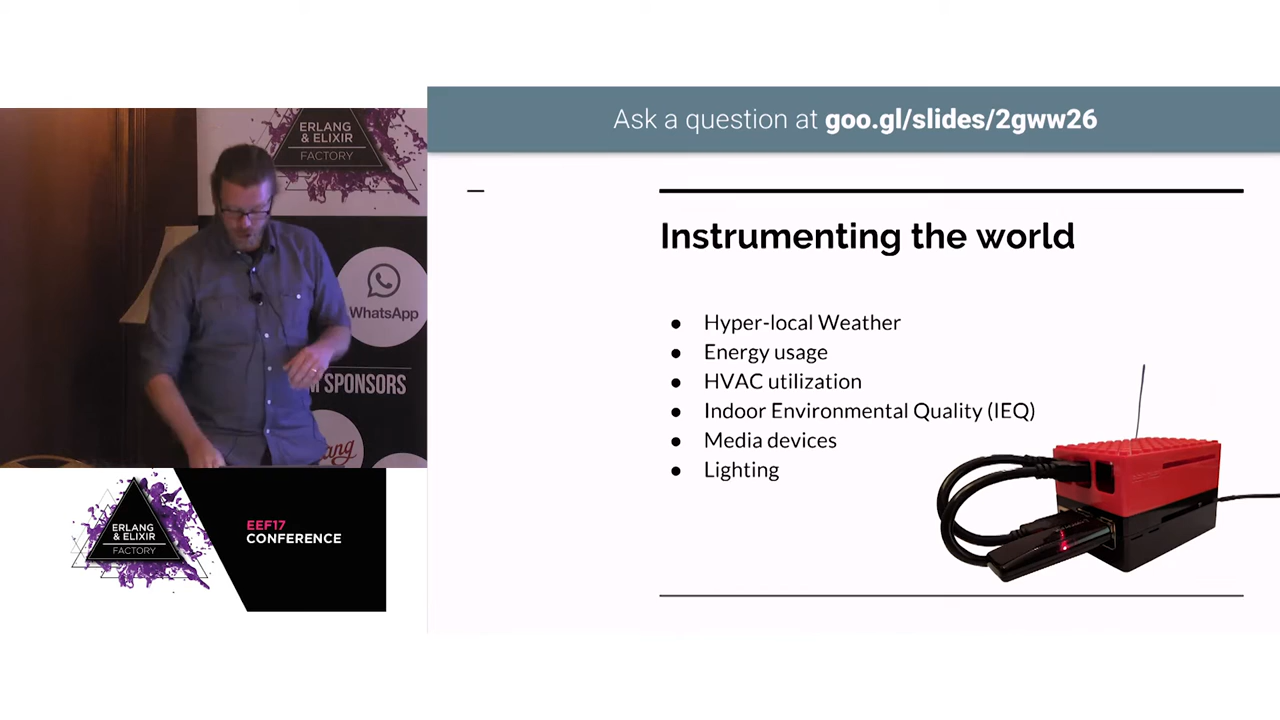 Ask a question at goo.gl/slides/2gww26
Instrumenting the world
● Hyper-local Weather
● Energy usage
● HVAC utilization
● Indoor Environmental Quality (IEQ)
● Media devices
● Lighting
ERLANG
& ELIXIR
FACTORY
WhatsApp
SPONSORS
ERLANG
& ELIXIR
FACTORY
EEF17
CONFERENCE